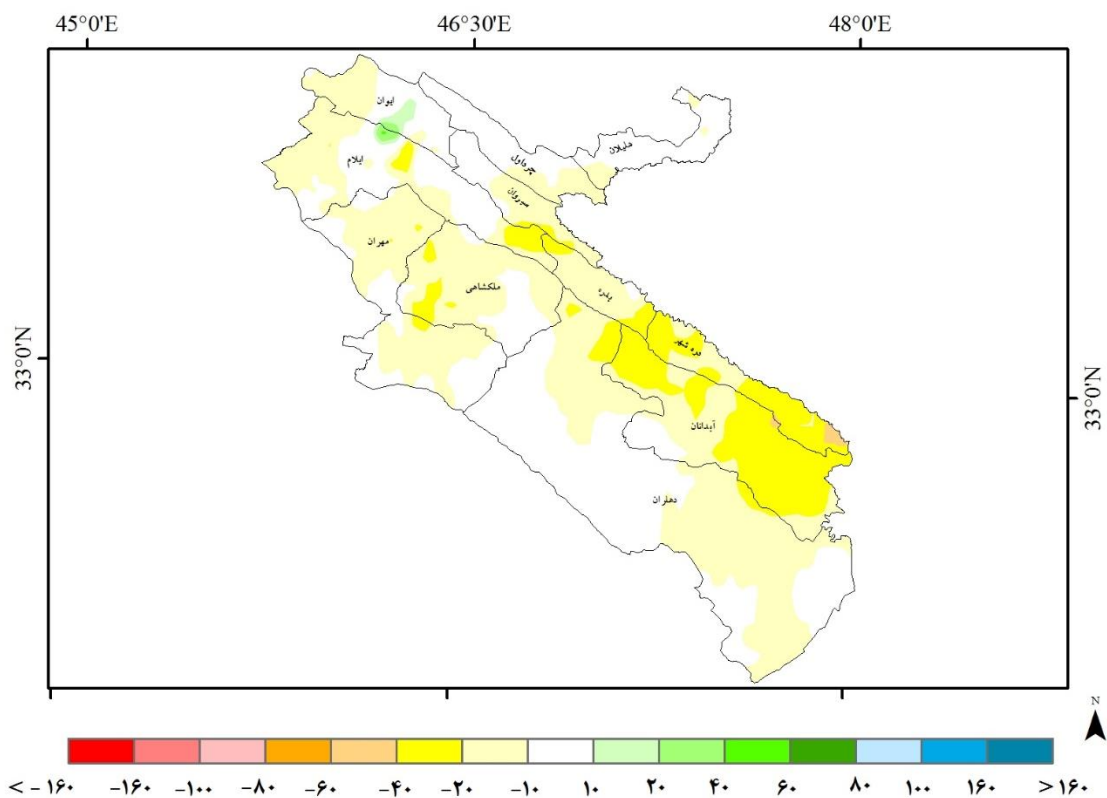 45°0'E 46°30'E 48°0'E
33°0'N
33°0'N
ایوان
هلیلان
چرداول
ایلام
سیروان
مهران
ملکشاهی
بدره
دره شهر
آبدانان
دهلران
N
< -۱۶۰ -۱۶۰ -۱۰۰ -۸۰ -۶۰ -۴۰ -۲۰ -۱۰ ۱۰ ۲۰ ۴۰ ۶۰ ۸۰ ۱۰۰ ۱۶۰ >۱۶۰